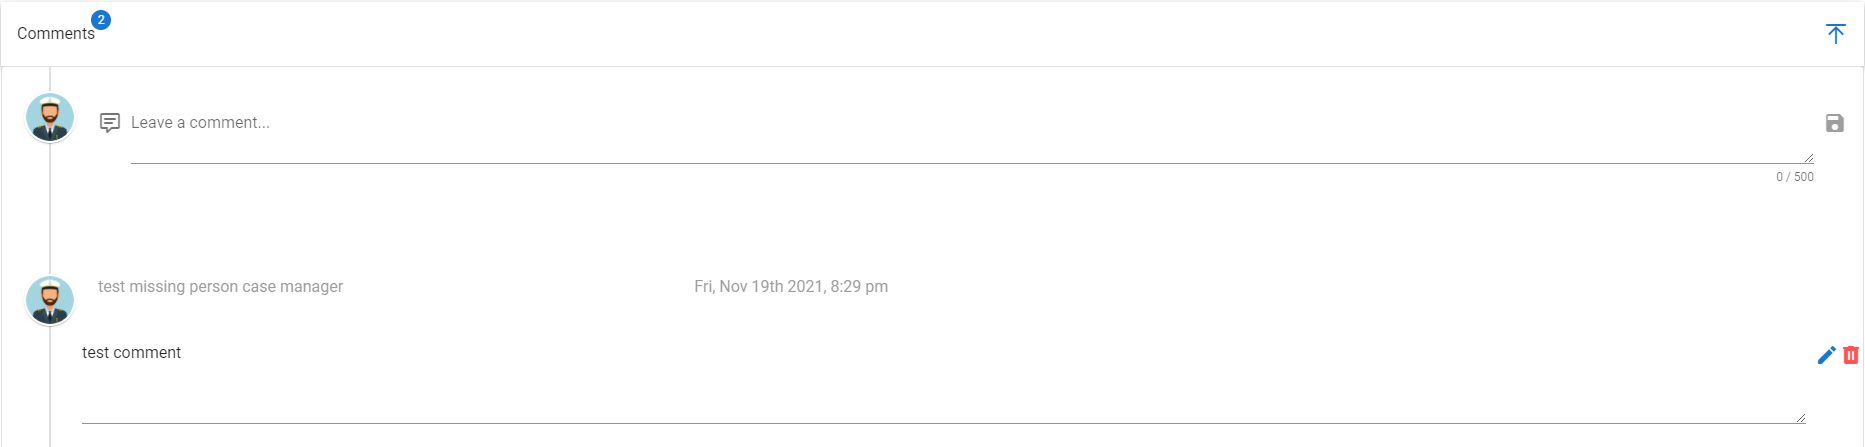 Comments 2
Leave a comment...
0 / 500
test missing person case manager Fri, Nov 19th 2021, 8:29 pm
test comment